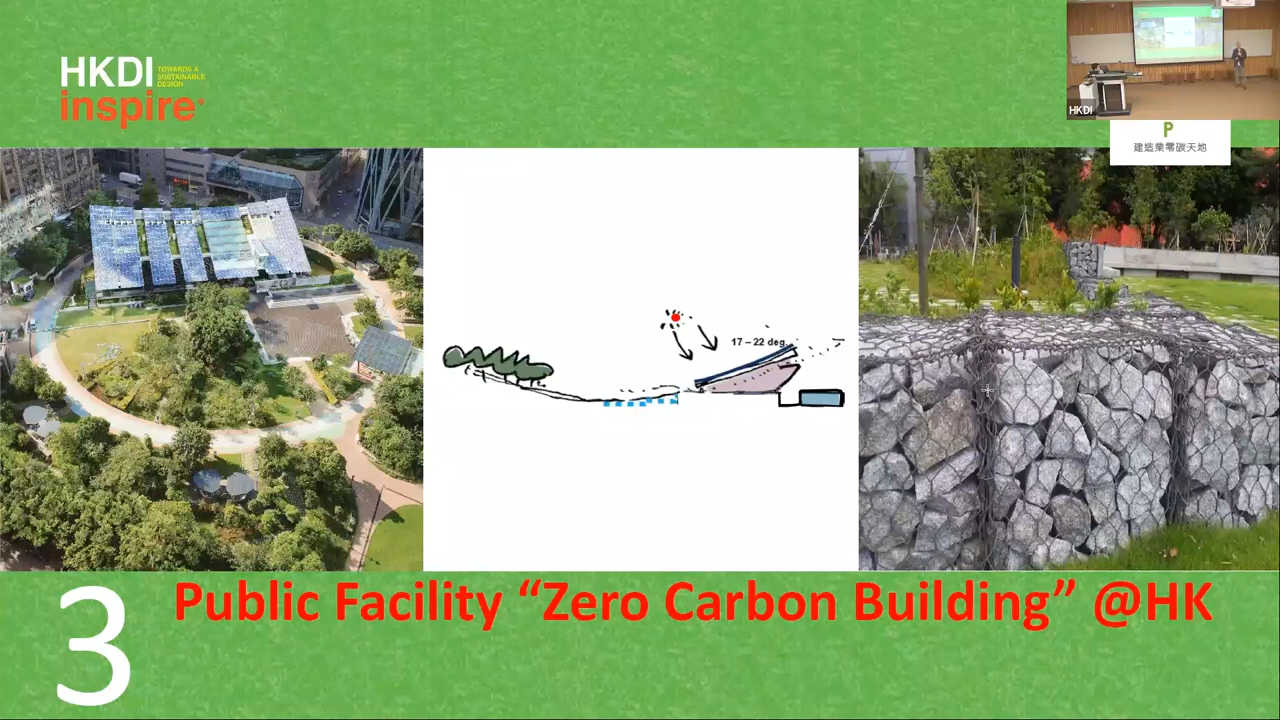 HKDI TOWARDS A
SUSTAINABLE
DESIGN
inspire*
HKDI
P
建造業零碳天地
17 – 22 deg.
3
Public Facility “Zero Carbon Building” @HK